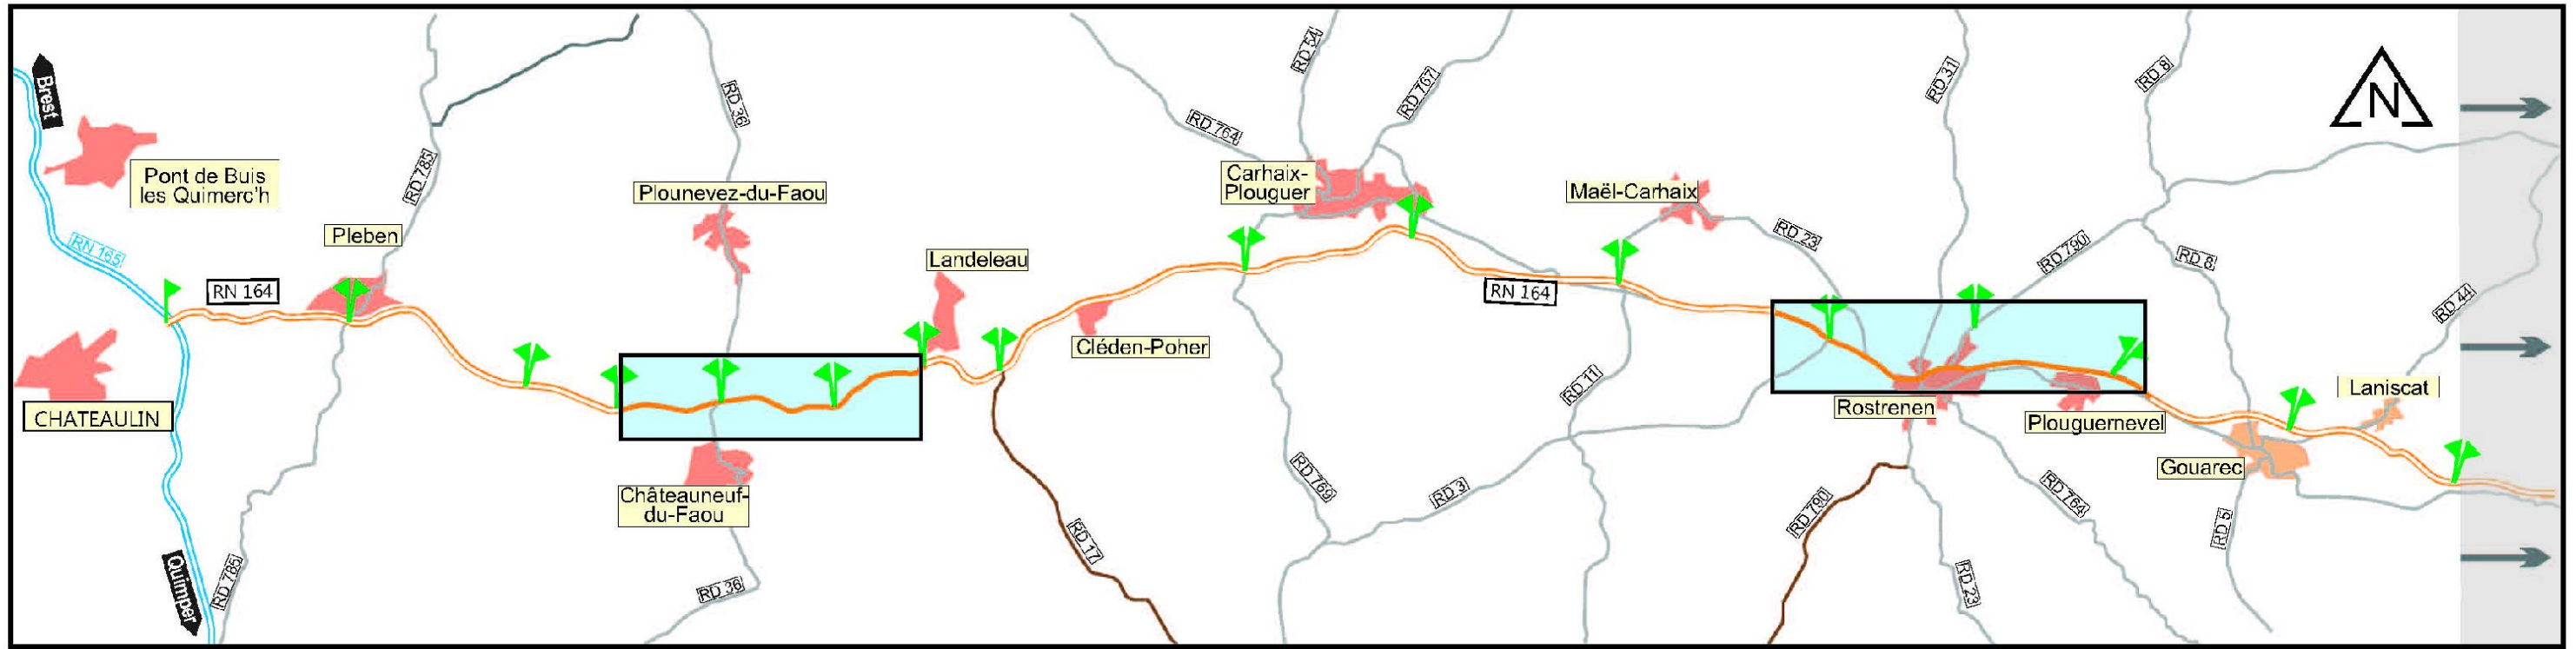 Brest
Pont de Buis
les Quimerc'h
RN 165
CHATEAULIN
Quimper
RN 164
Pleben
RD 785
RD 785
Plounevez-du-Faou
RD 36
Châteauneuf-
du-Faou
RD 36
Landeleau
Cléden-Poher
RD 17
RD 764
Carhaix-
Plouguer
RD 54
RD 767
RD 769
RD 3
RN 164
Maël-Carhaix
RD 23
RD 11
RD 31
RD 8
RD 790
RD 8
Rostrenen
Plouguernevel
RD 790
RD 23
RD 764
Gouarec
RD 5
Laniscat
RD 44
N